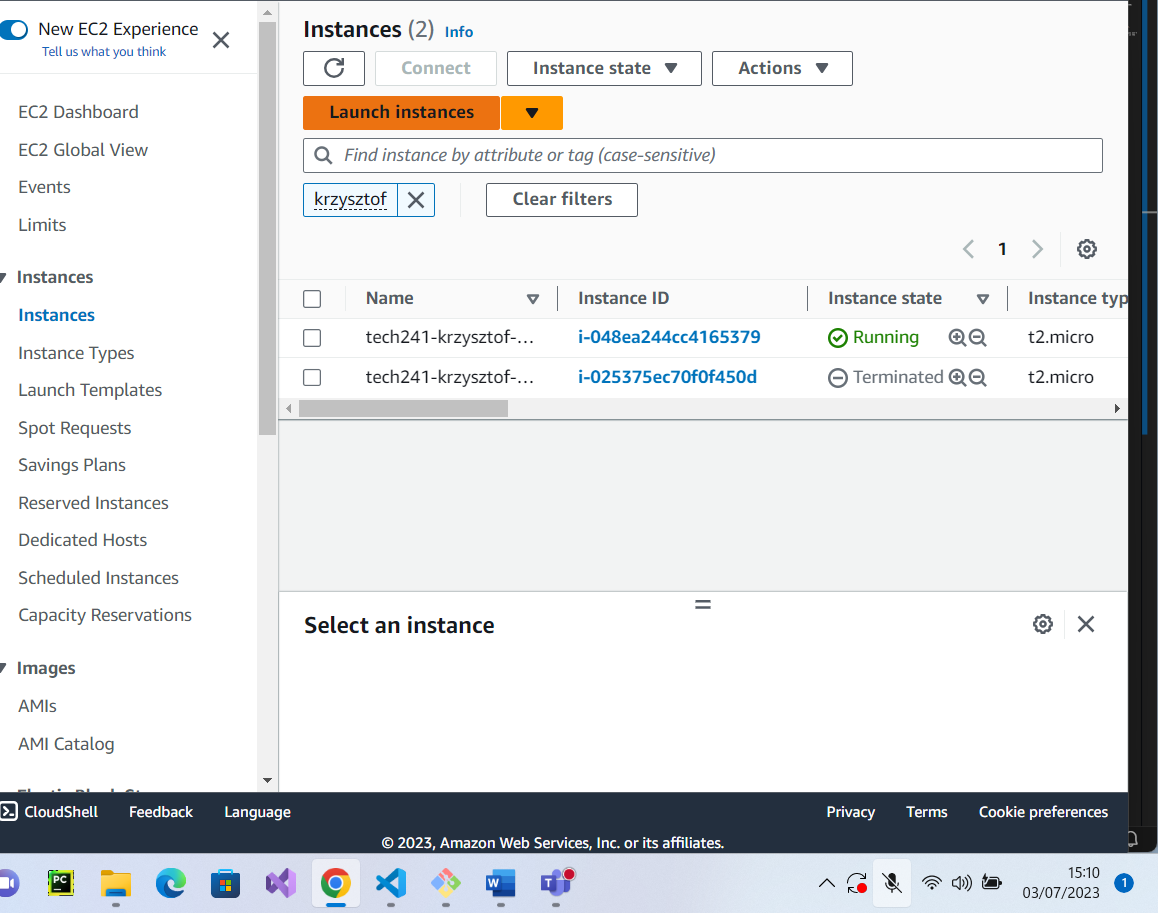 New EC2 Experience
Tell us what you think
EC2 Dashboard
EC2 Global View
Events
Limits
Instances
Instances
Instance Types
Launch Templates
Spot Requests
Savings Plans
Reserved Instances
Dedicated Hosts
Scheduled Instances
Capacity Reservations
Images
AMIs
AMI Catalog
Instances (2) Info
Connect Instance state Actions
Launch instances
Find instance by attribute or tag (case-sensitive)
krzysztof Clear filters
1
Name Instance ID Instance state Instance typ
tech241-krzysztof-... i-048ea244cc4165379 Running t2.micro
tech241-krzysztof-... i-025375ec70f0f450d Terminated t2.micro
Select an instance
CloudShell Feedback Language Privacy Terms Cookie preferences
© 2023, Amazon Web Services, Inc. or its affiliates.
PC 15:10
03/07/2023 1